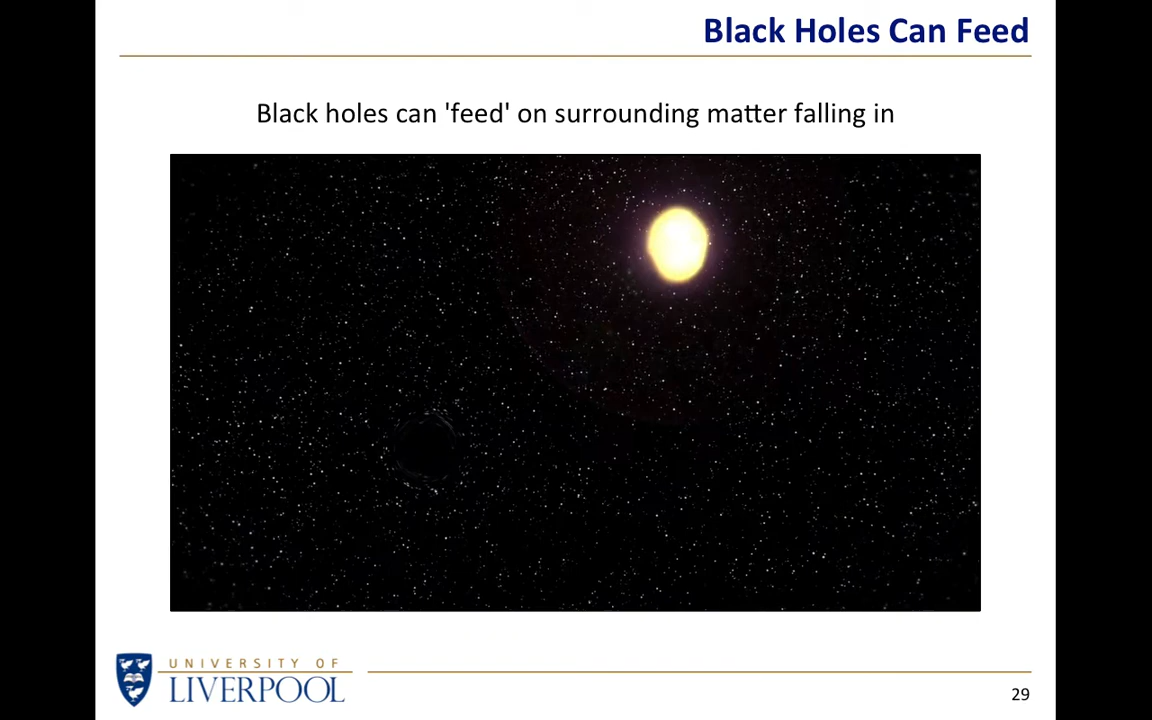 Black Holes Can Feed
Black holes can 'feed' on surrounding matter falling in
UNIVERSITY OF
LIVERPOOL
29